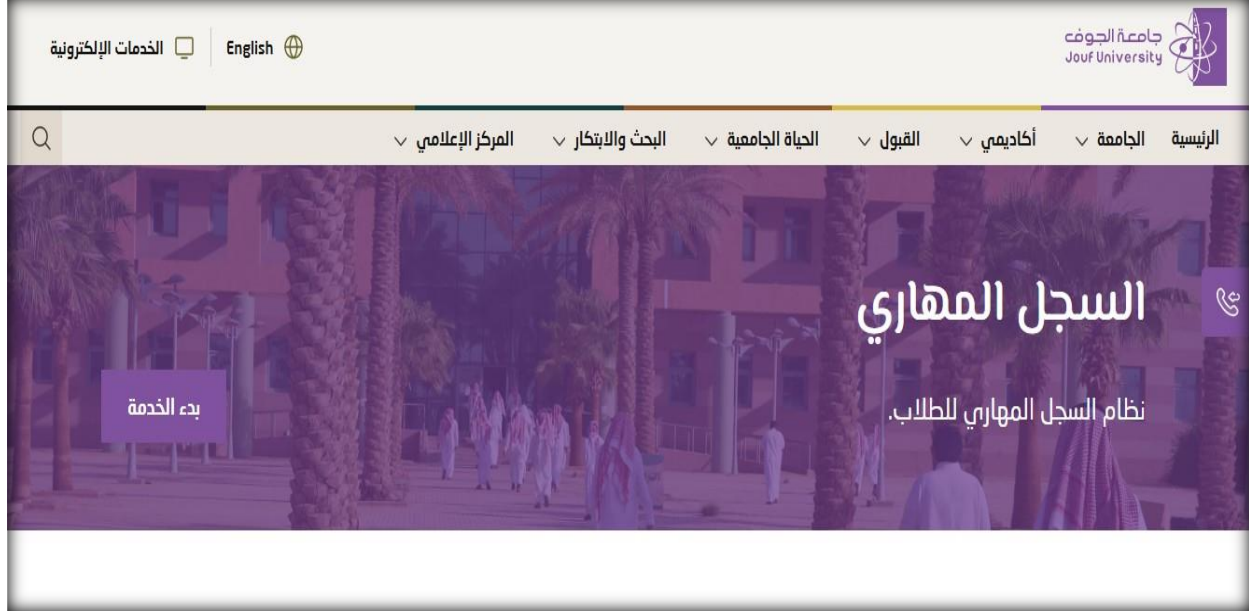 جامعة الجوف
Jouf University
English
الخدمات الإلكترونية
الرئيسية الجامعة أكاديمي القبول الحياة الجامعية البحث والابتكار المركز الإعلامي
السجل المهاري
نظام السجل المهاري للطلاب.
بدء الخدمة